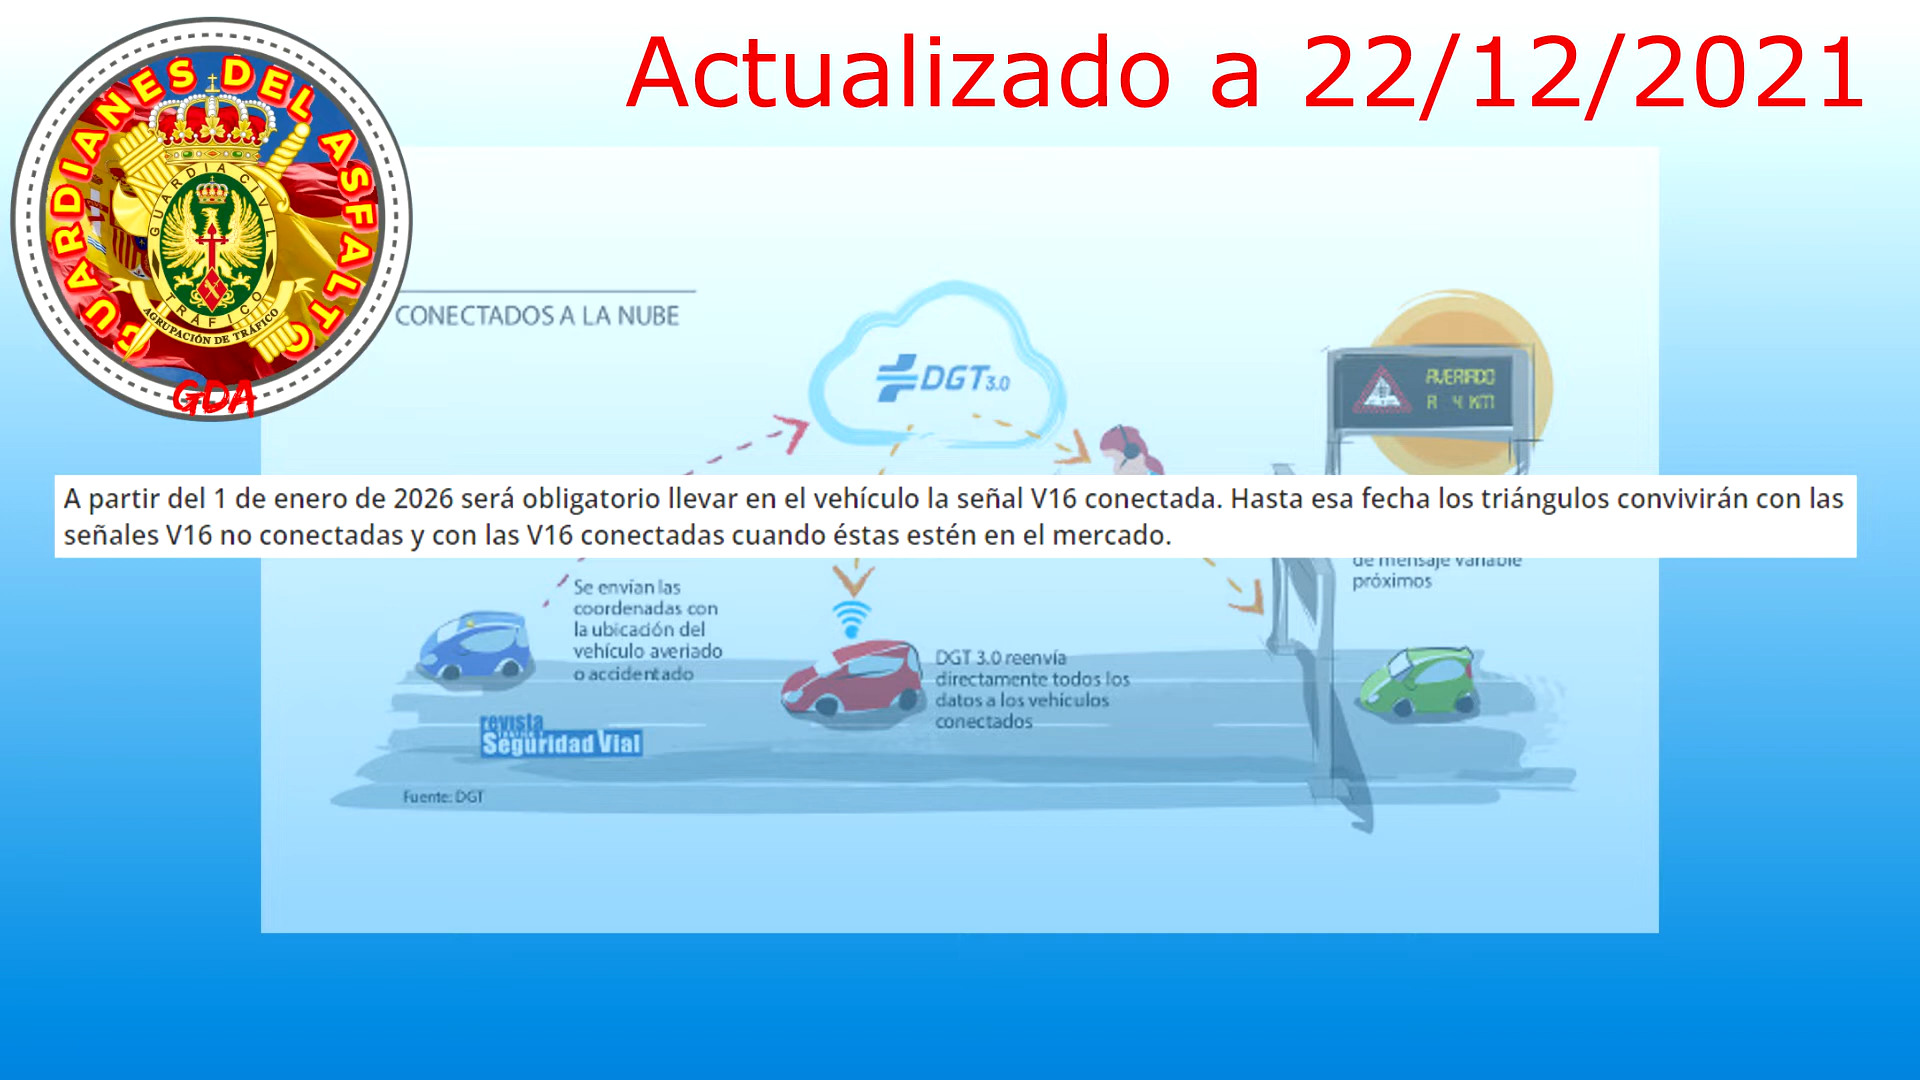 Actualizado a 22/12/2021
GUARDIANES DEL ASFALTO
GUARDIA CIVIL
TRÁFICO
AGRUPACIÓN DE TRÁFICO
GDA
CONECTADOS A LA NUBE
DGT 3.0
AVERIADO
A 4 KM
A partir del 1 de enero de 2026 será obligatorio llevar en el vehículo la señal V16 conectada. Hasta esa fecha los triángulos convivirán con las
señales V16 no conectadas y con las V16 conectadas cuando éstas estén en el mercado.
de mensaje variable
próximos
Se envían las
coordenadas con
la ubicación del
vehículo averiado
o accidentado
DGT 3.0 reenvía
directamente todos los
datos a los vehículos
conectados
revista
Seguridad Vial
Fuente: DGT